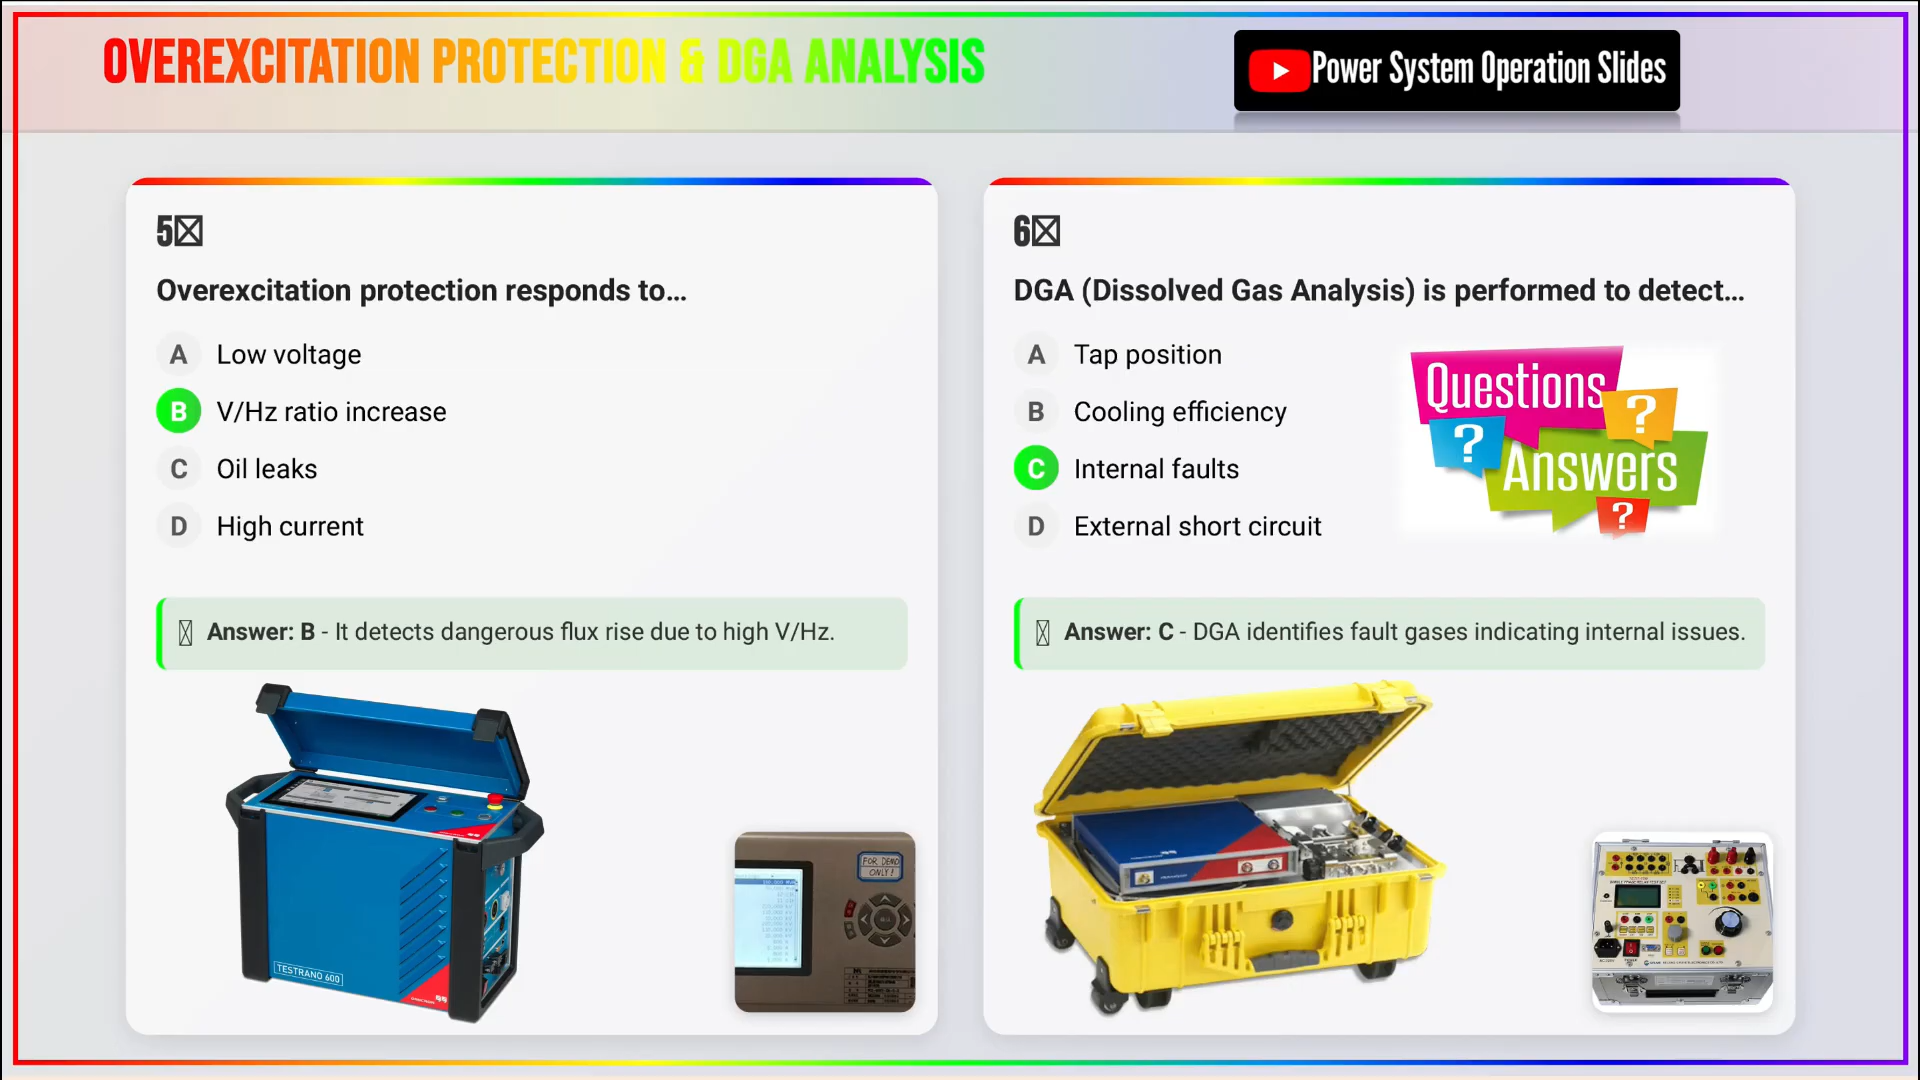 OVEREXCITATION PROTECTION & DGA ANALYSIS
Power System Operation Slides
5
Overexcitation protection responds to...
A Low voltage
B V/Hz ratio increase
C Oil leaks
D High current
Answer: B - It detects dangerous flux rise due to high V/Hz.
TESTRANO 600
FOR DEMO
ONLY!
6
DGA (Dissolved Gas Analysis) is performed to detect...
A Tap position
B Cooling efficiency
C Internal faults
D External short circuit
Questions
?
?
Answers
?
Answer: C - DGA identifies fault gases indicating internal issues.